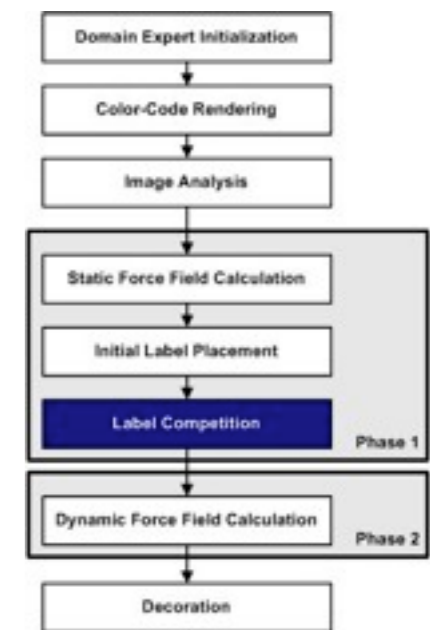 Domain Expert Initialization
Color-Code Rendering
Image Analysis
Static Force Field Calculation
Initial Label Placement
Label Competition
Phase 1
Dynamic Force Field Calculation
Phase 2
Decoration